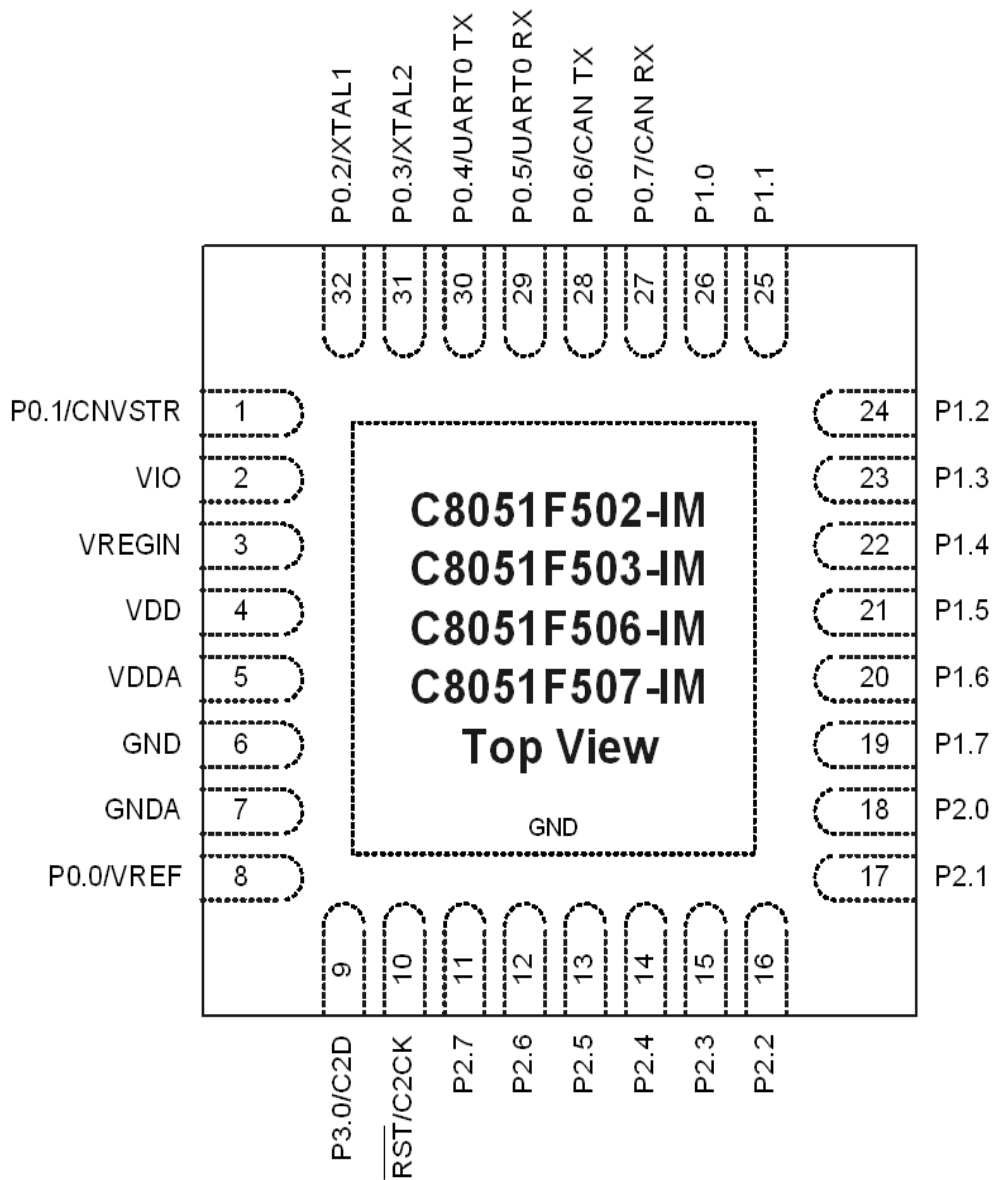 P0.2/XTAL1
P0.3/XTAL2
P0.4/UART0 TX
P0.5/UART0 RX
P0.6/CAN TX
P0.7/CAN RX
P1.0
P1.1
32
31
30
29
28
27
26
25
P0.1/CNVSTR 1
VIO 2
VREGIN 3
VDD 4
VDDA 5
GND 6
GNDA 7
P0.0/VREF 8
C8051F502-IM
C8051F503-IM
C8051F506-IM
C8051F507-IM
Top View
GND
24 P1.2
23 P1.3
22 P1.4
21 P1.5
20 P1.6
19 P1.7
18 P2.0
17 P2.1
9
10
11
12
13
14
15
16
P3.0/C2D
RST/C2CK
P2.7
P2.6
P2.5
P2.4
P2.3
P2.2